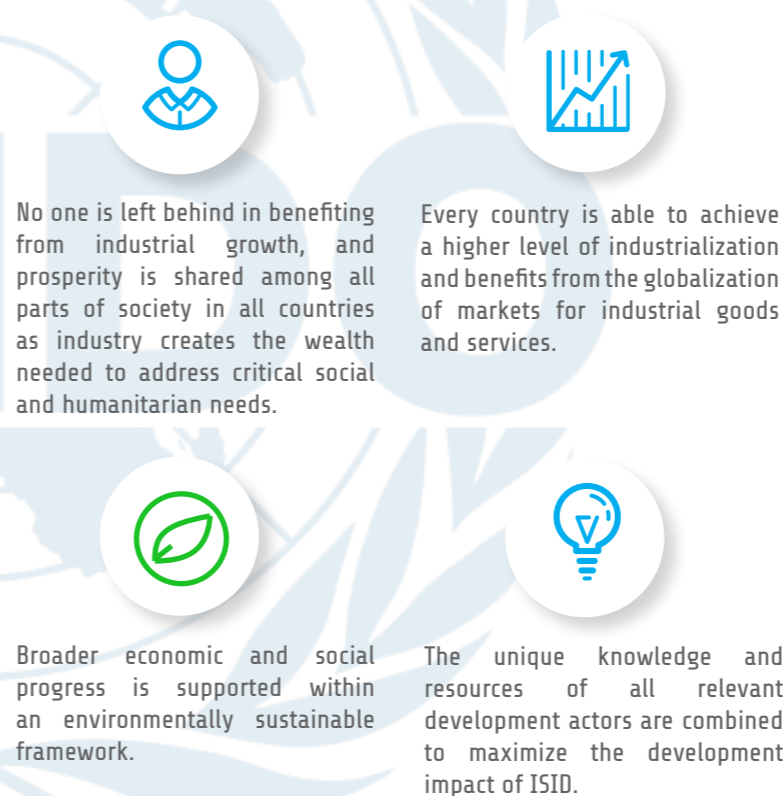 No one is left behind in benefiting
from industrial growth, and
prosperity is shared among all
parts of society in all countries
as industry creates the wealth
needed to address critical social
and humanitarian needs.
Every country is able to achieve
a higher level of industrialization
and benefits from the globalization
of markets for industrial goods
and services.
Broader economic and social
progress is supported within
an environmentally sustainable
framework.
The unique knowledge and
resources of all relevant
development actors are combined
to maximize the development
impact of ISID.